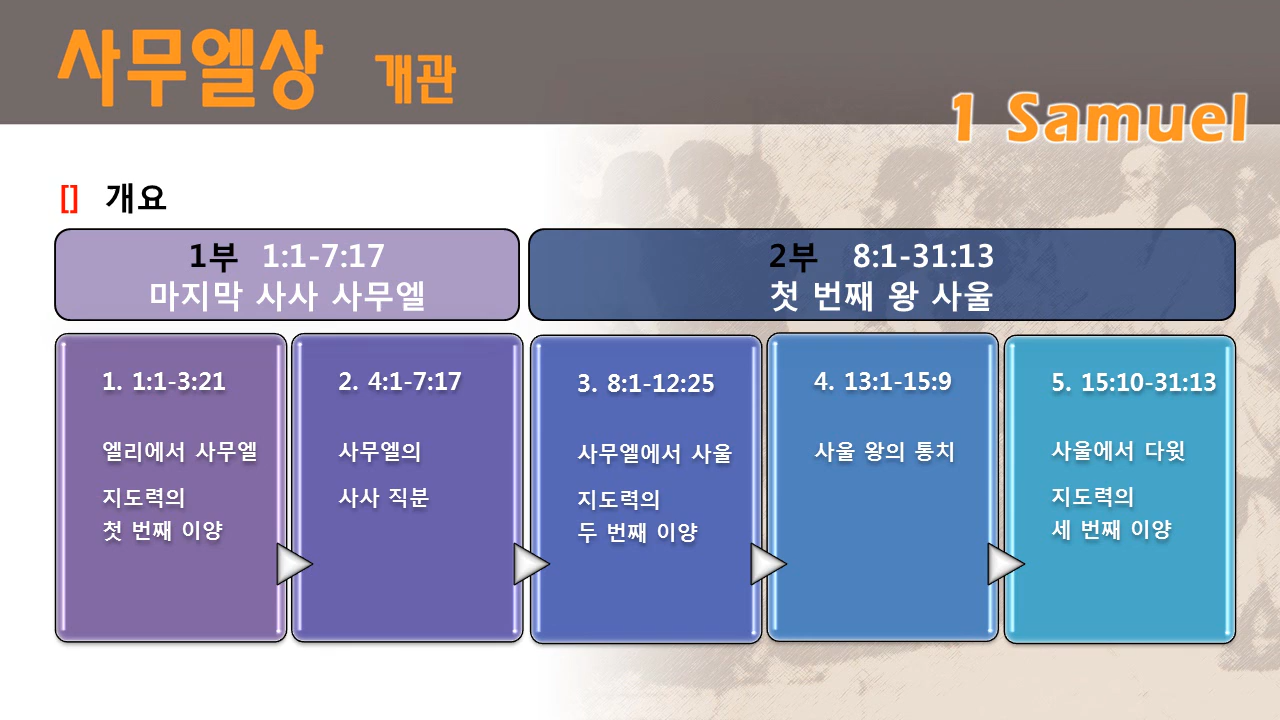 사무엘상 개관
1 Samuel
[] 개요
1부 1:1-7:17
마지막 사사 사무엘
2부 8:1-31:13
첫 번째 왕 사울
1. 1:1-3:21
엘리에서 사무엘
지도력의
첫 번째 이양
2. 4:1-7:17
사무엘의
사사 직분
3. 8:1-12:25
사무엘에서 사울
지도력의
두 번째 이양
4. 13:1-15:9
사울 왕의 통치
5. 15:10-31:13
사울에서 다윗
지도력의
세 번째 이양